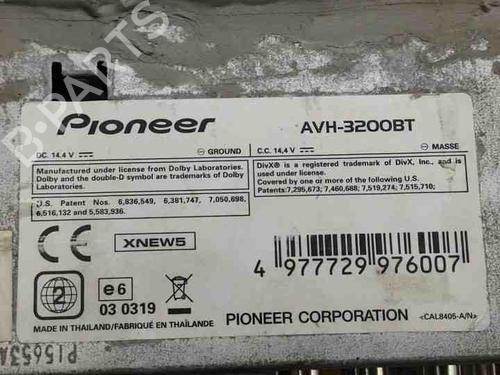 Pioneer
AVH-3200BT
DC. 14.4 V GROUND
C.C. 14.4 V MASSE
Manufactured under license from Dolby Laboratories.
Dolby and the double-D symbol are trademarks of Dolby
Laboratories.
U.S. Patents: 6,836,549, 6,381,747, 7,050,698,
6,516,132 and 5,583,936.
DivX® is a registered trademark of DivX, Inc., and is
used under license.
Covered by one or more of the following U.S.
Patents:7,295,673; 7,460,688; 7,519,274; 7,515,710;
CE
XNEW5
2
e6
03 0319
4 977729 976007
MADE IN THAILAND/FABRIQUÉ EN THAÏLANDE
PIONEER CORPORATION
<CAL8405-A/N>
B-PARTS